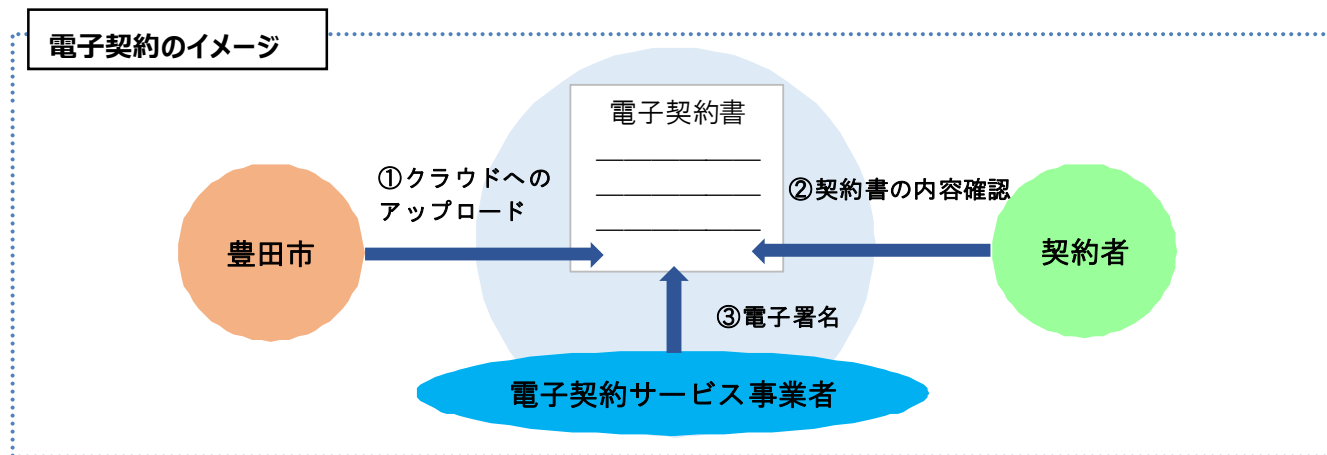 電子契約のイメージ
電子契約書
①クラウドへの
アップロード
②契約書の内容確認
豊田市
契約者
③電子署名
電子契約サービス事業者